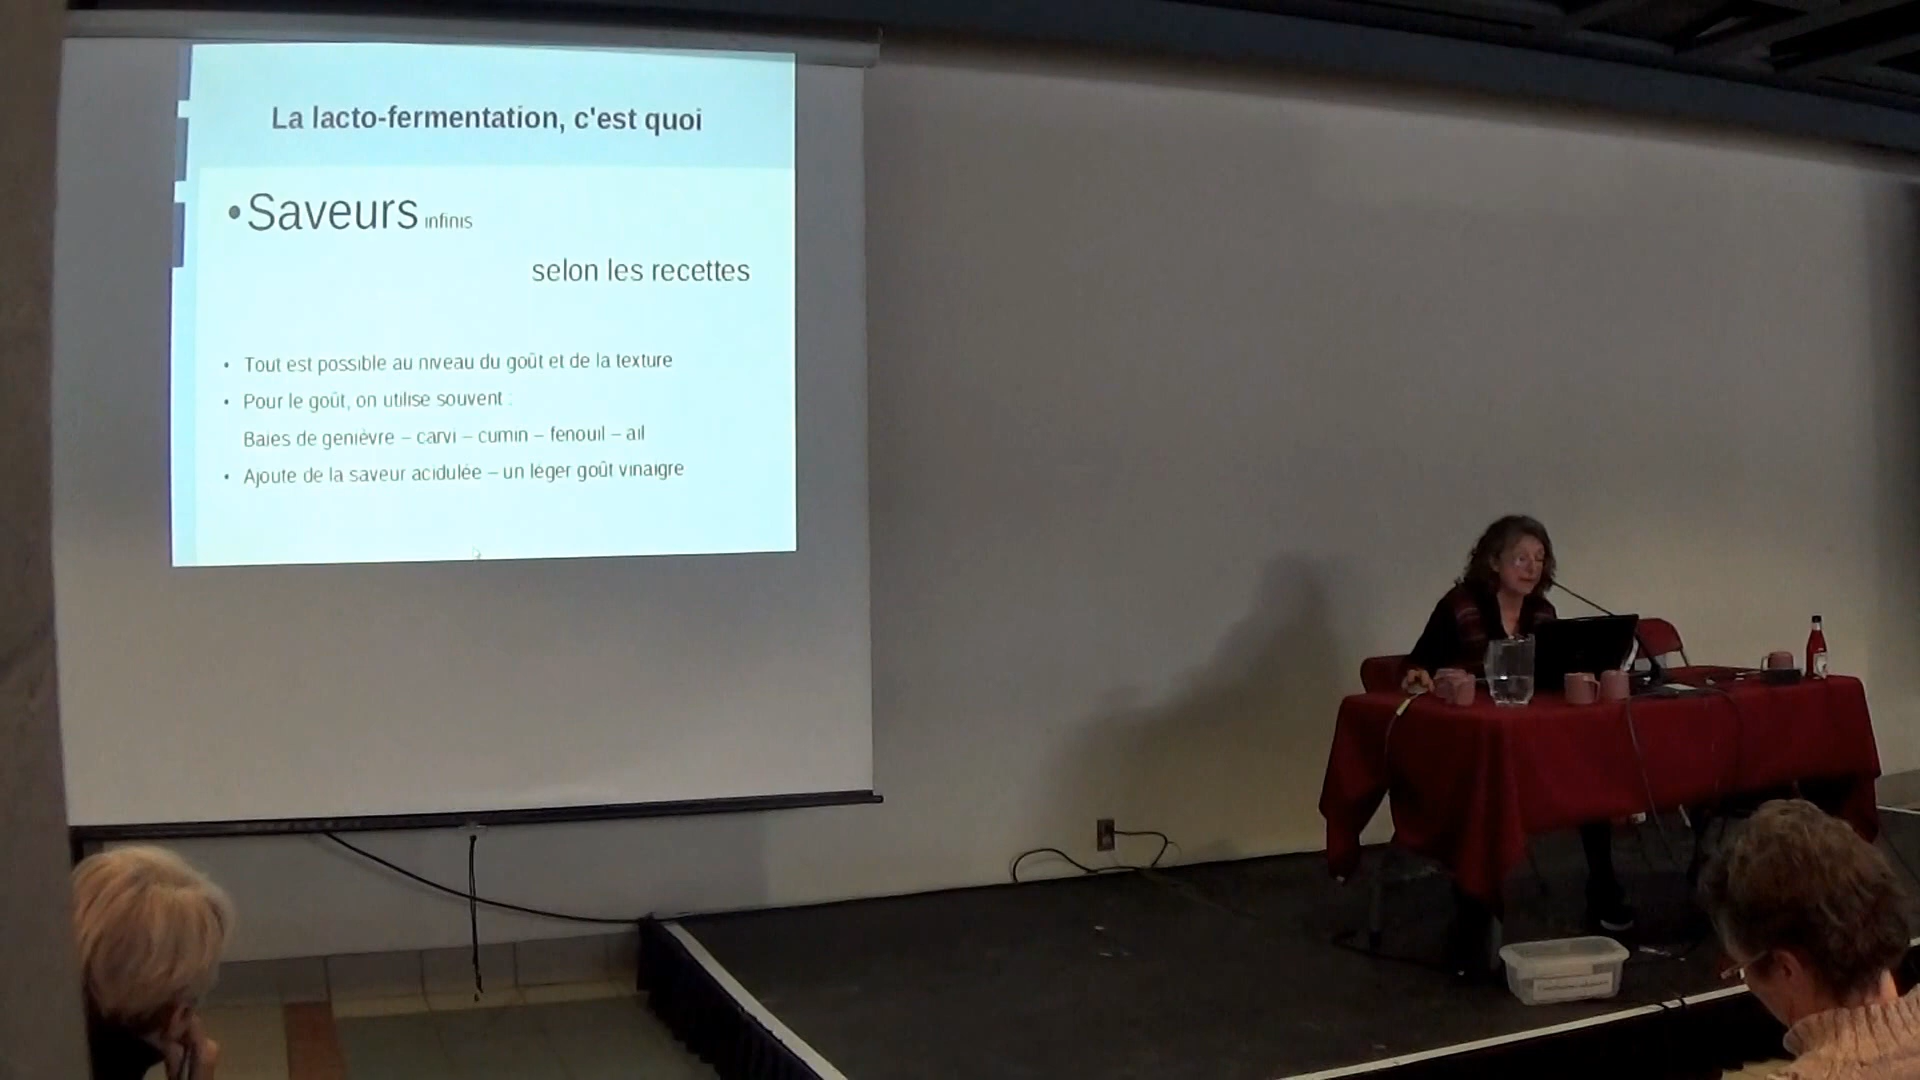 La lacto-fermentation, c'est quoi
•Saveurs infinis
selon les recettes
• Tout est possible au niveau du goût et de la texture
• Pour le goût, on utilise souvent :
Baies de genièvre – carvi – cumin – fenouil – ail
• Ajoute de la saveur acidulée – un léger goût vinaigre